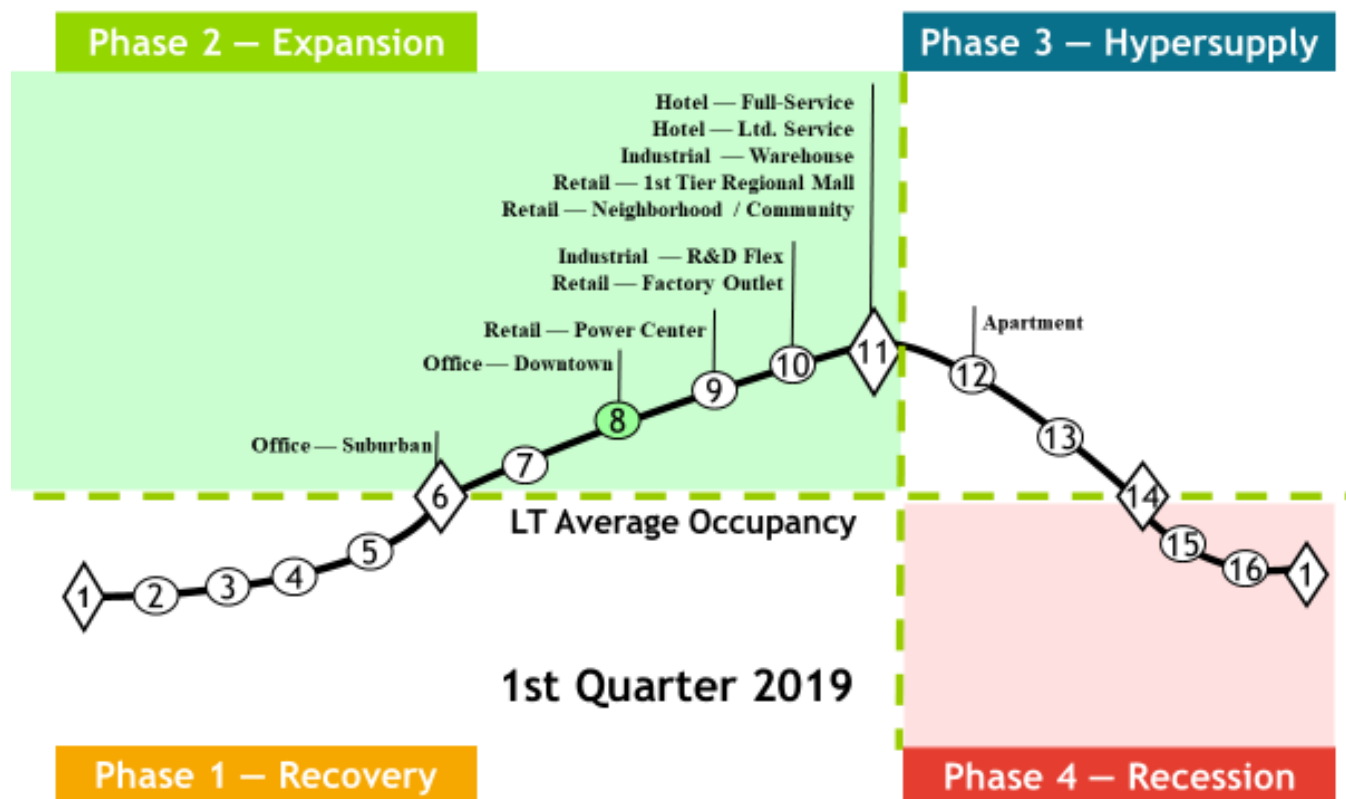 Phase 2 — Expansion
Phase 3 — Hypersupply
Hotel — Full-Service
Hotel — Ltd. Service
Industrial — Warehouse
Retail — 1st Tier Regional Mall
Retail — Neighborhood / Community
Industrial — R&D Flex
Retail — Factory Outlet
Retail — Power Center
Office — Downtown
Office — Suburban
Apartment
1
2
3
4
5
6
7
8
9
10
11
12
13
14
15
16
1
LT Average Occupancy
1st Quarter 2019
Phase 1 — Recovery
Phase 4 — Recession